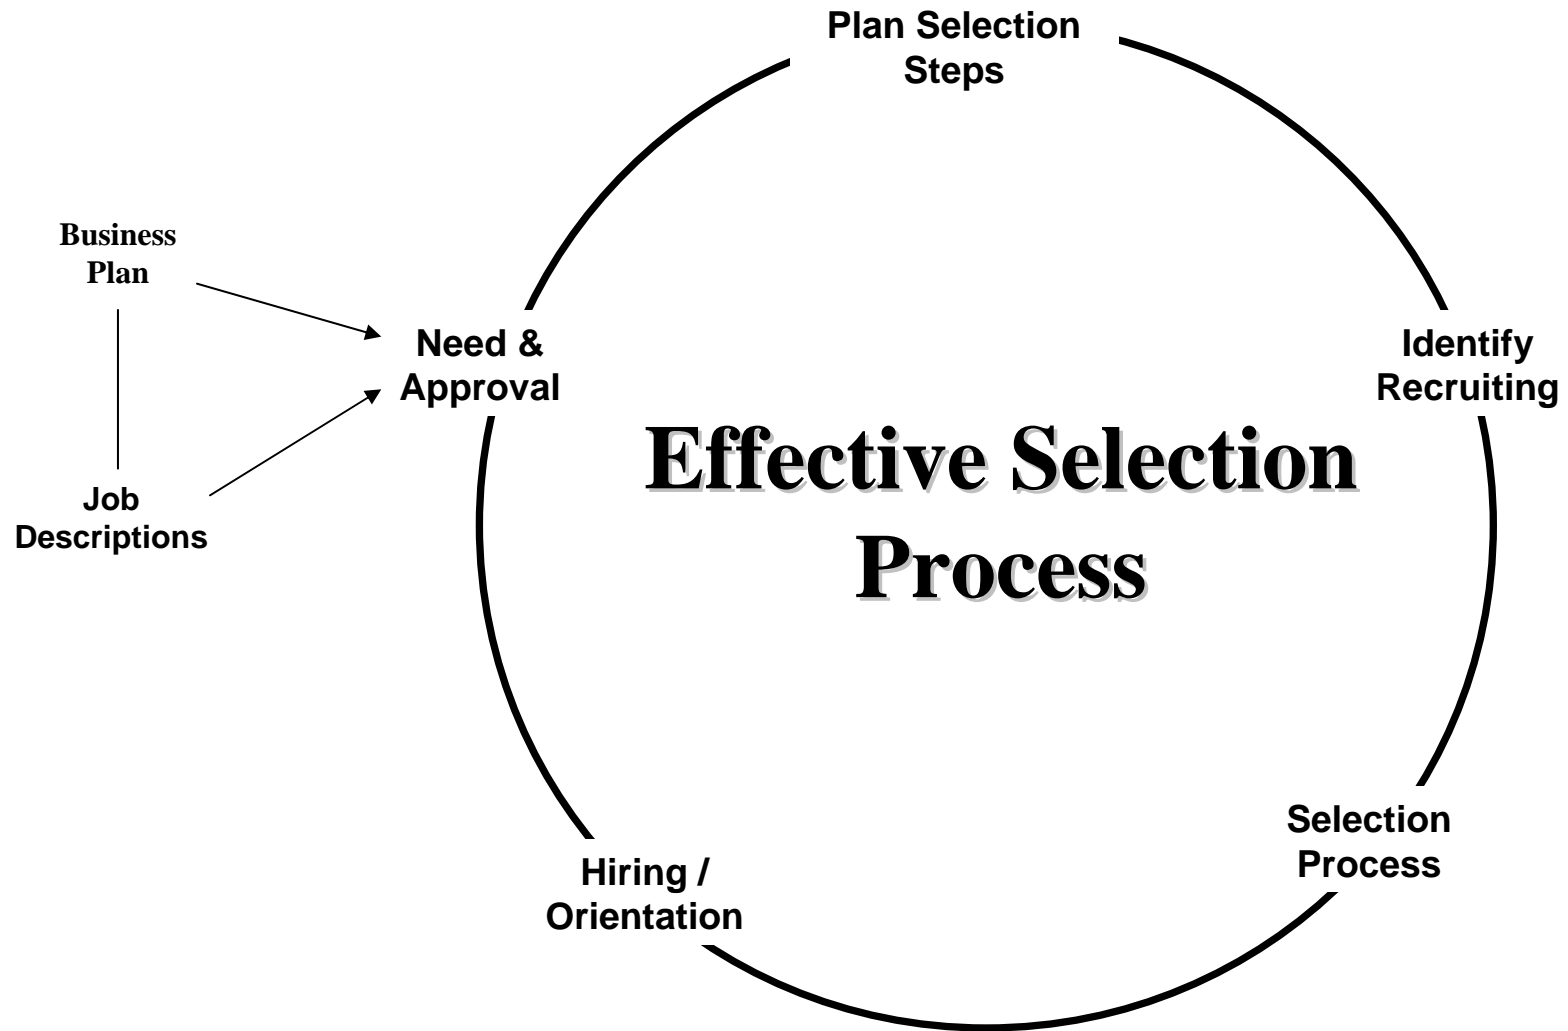 Plan Selection
Steps
Business
Plan
Need &
Approval
Identify
Recruiting
Effective Selection
Process
Job
Descriptions
Selection
Process
Hiring /
Orientation